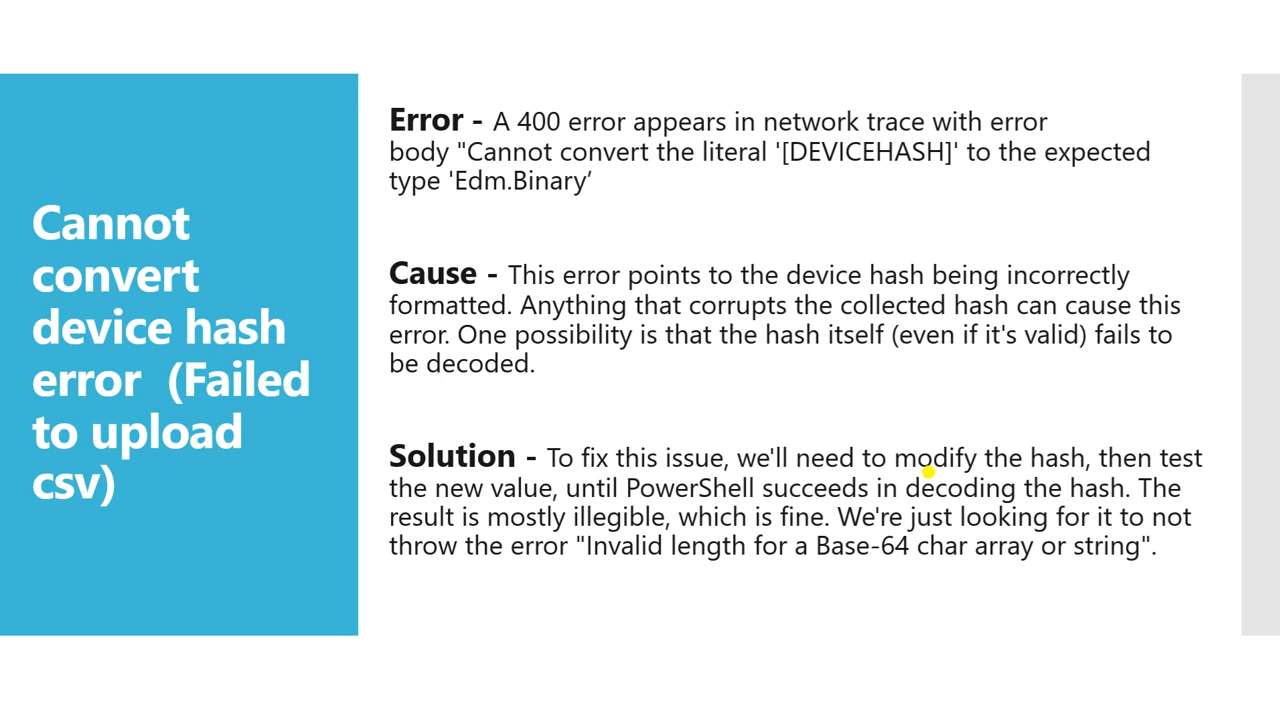 Cannot
convert
device hash
error  (Failed
to upload
csv)
Error - A 400 error appears in network trace with error
body "Cannot convert the literal '[DEVICEHASH]' to the expected
type 'Edm.Binary’
Cause - This error points to the device hash being incorrectly
formatted. Anything that corrupts the collected hash can cause this
error. One possibility is that the hash itself (even if it's valid) fails to
be decoded.
Solution - To fix this issue, we'll need to modify the hash, then test
the new value, until PowerShell succeeds in decoding the hash. The
result is mostly illegible, which is fine. We're just looking for it to not
throw the error "Invalid length for a Base-64 char array or string".